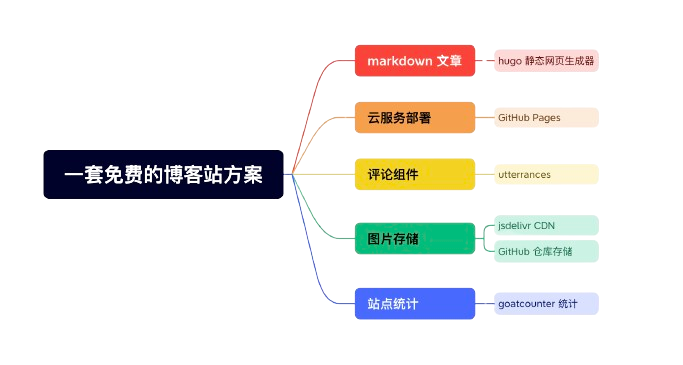 一套免费的博客站方案
markdown 文章
hugo 静态网页生成器
云服务部署
GitHub Pages
评论组件
utterrances
图片存储
jsdelivr CDN
GitHub 仓库存储
站点统计
goatcounter 统计